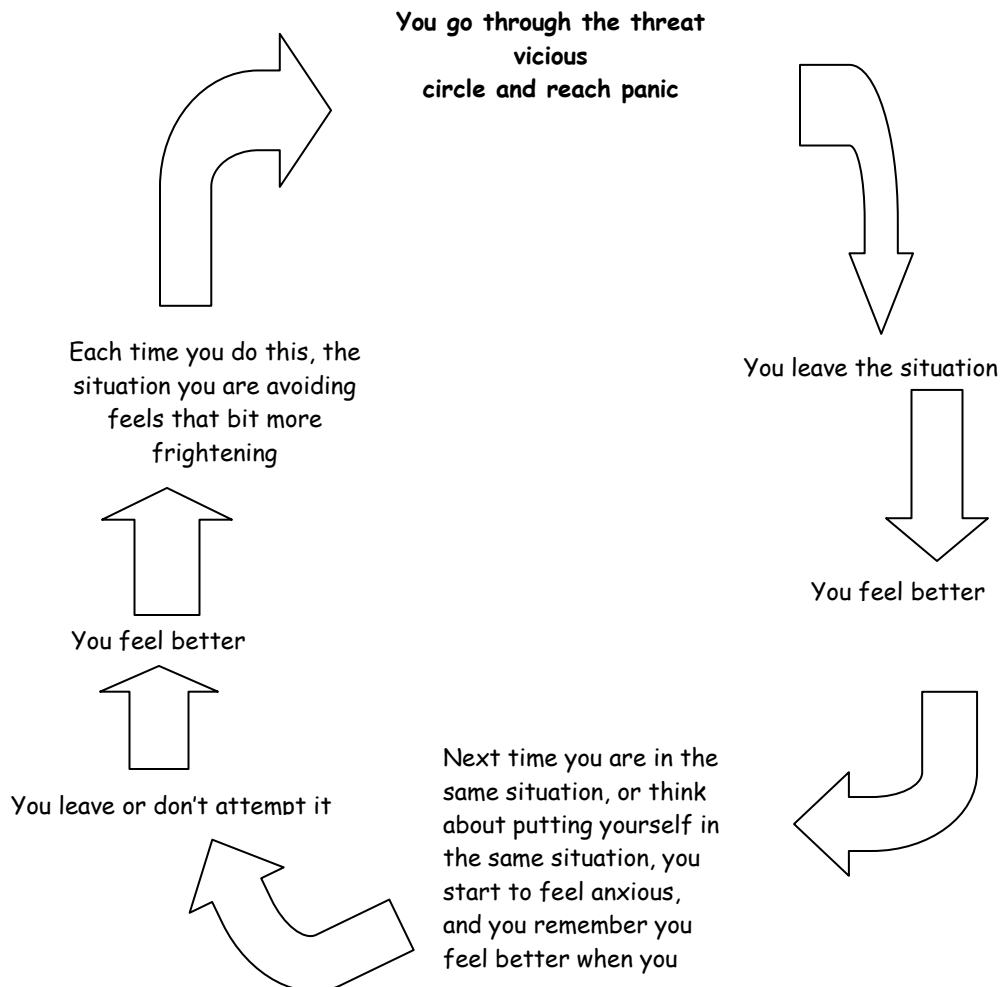 You go through the threat
vicious
circle and reach panic
You leave the situation
You feel better
Next time you are in the
same situation, or think
about putting yourself in
the same situation, you
start to feel anxious,
and you remember you
feel better when you
You leave or don't attempt it
You feel better
Each time you do this, the
situation you are avoiding
feels that bit more
frightening